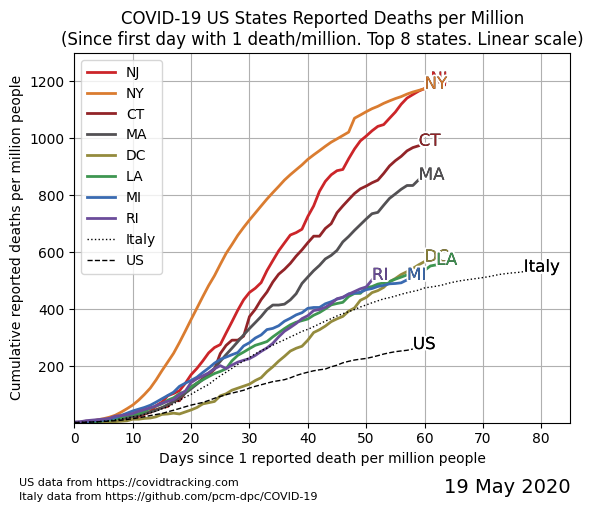 COVID-19 US States Reported Deaths per Million
(Since first day with 1 death/million. Top 8 states. Linear scale)
Cumulative reported deaths per million people
1200
1000
800
600
400
200
NJ
NY
CT
MA
DC
LA
MI
RI
Italy
US
NJ
NY
CT
MA
DC
LA
RI
MI
Italy
US
0
10
20
30
40
50
60
70
80
Days since 1 reported death per million people
US data from https://covidtracking.com
Italy data from https://github.com/pcm-dpc/COVID-19
19 May 2020